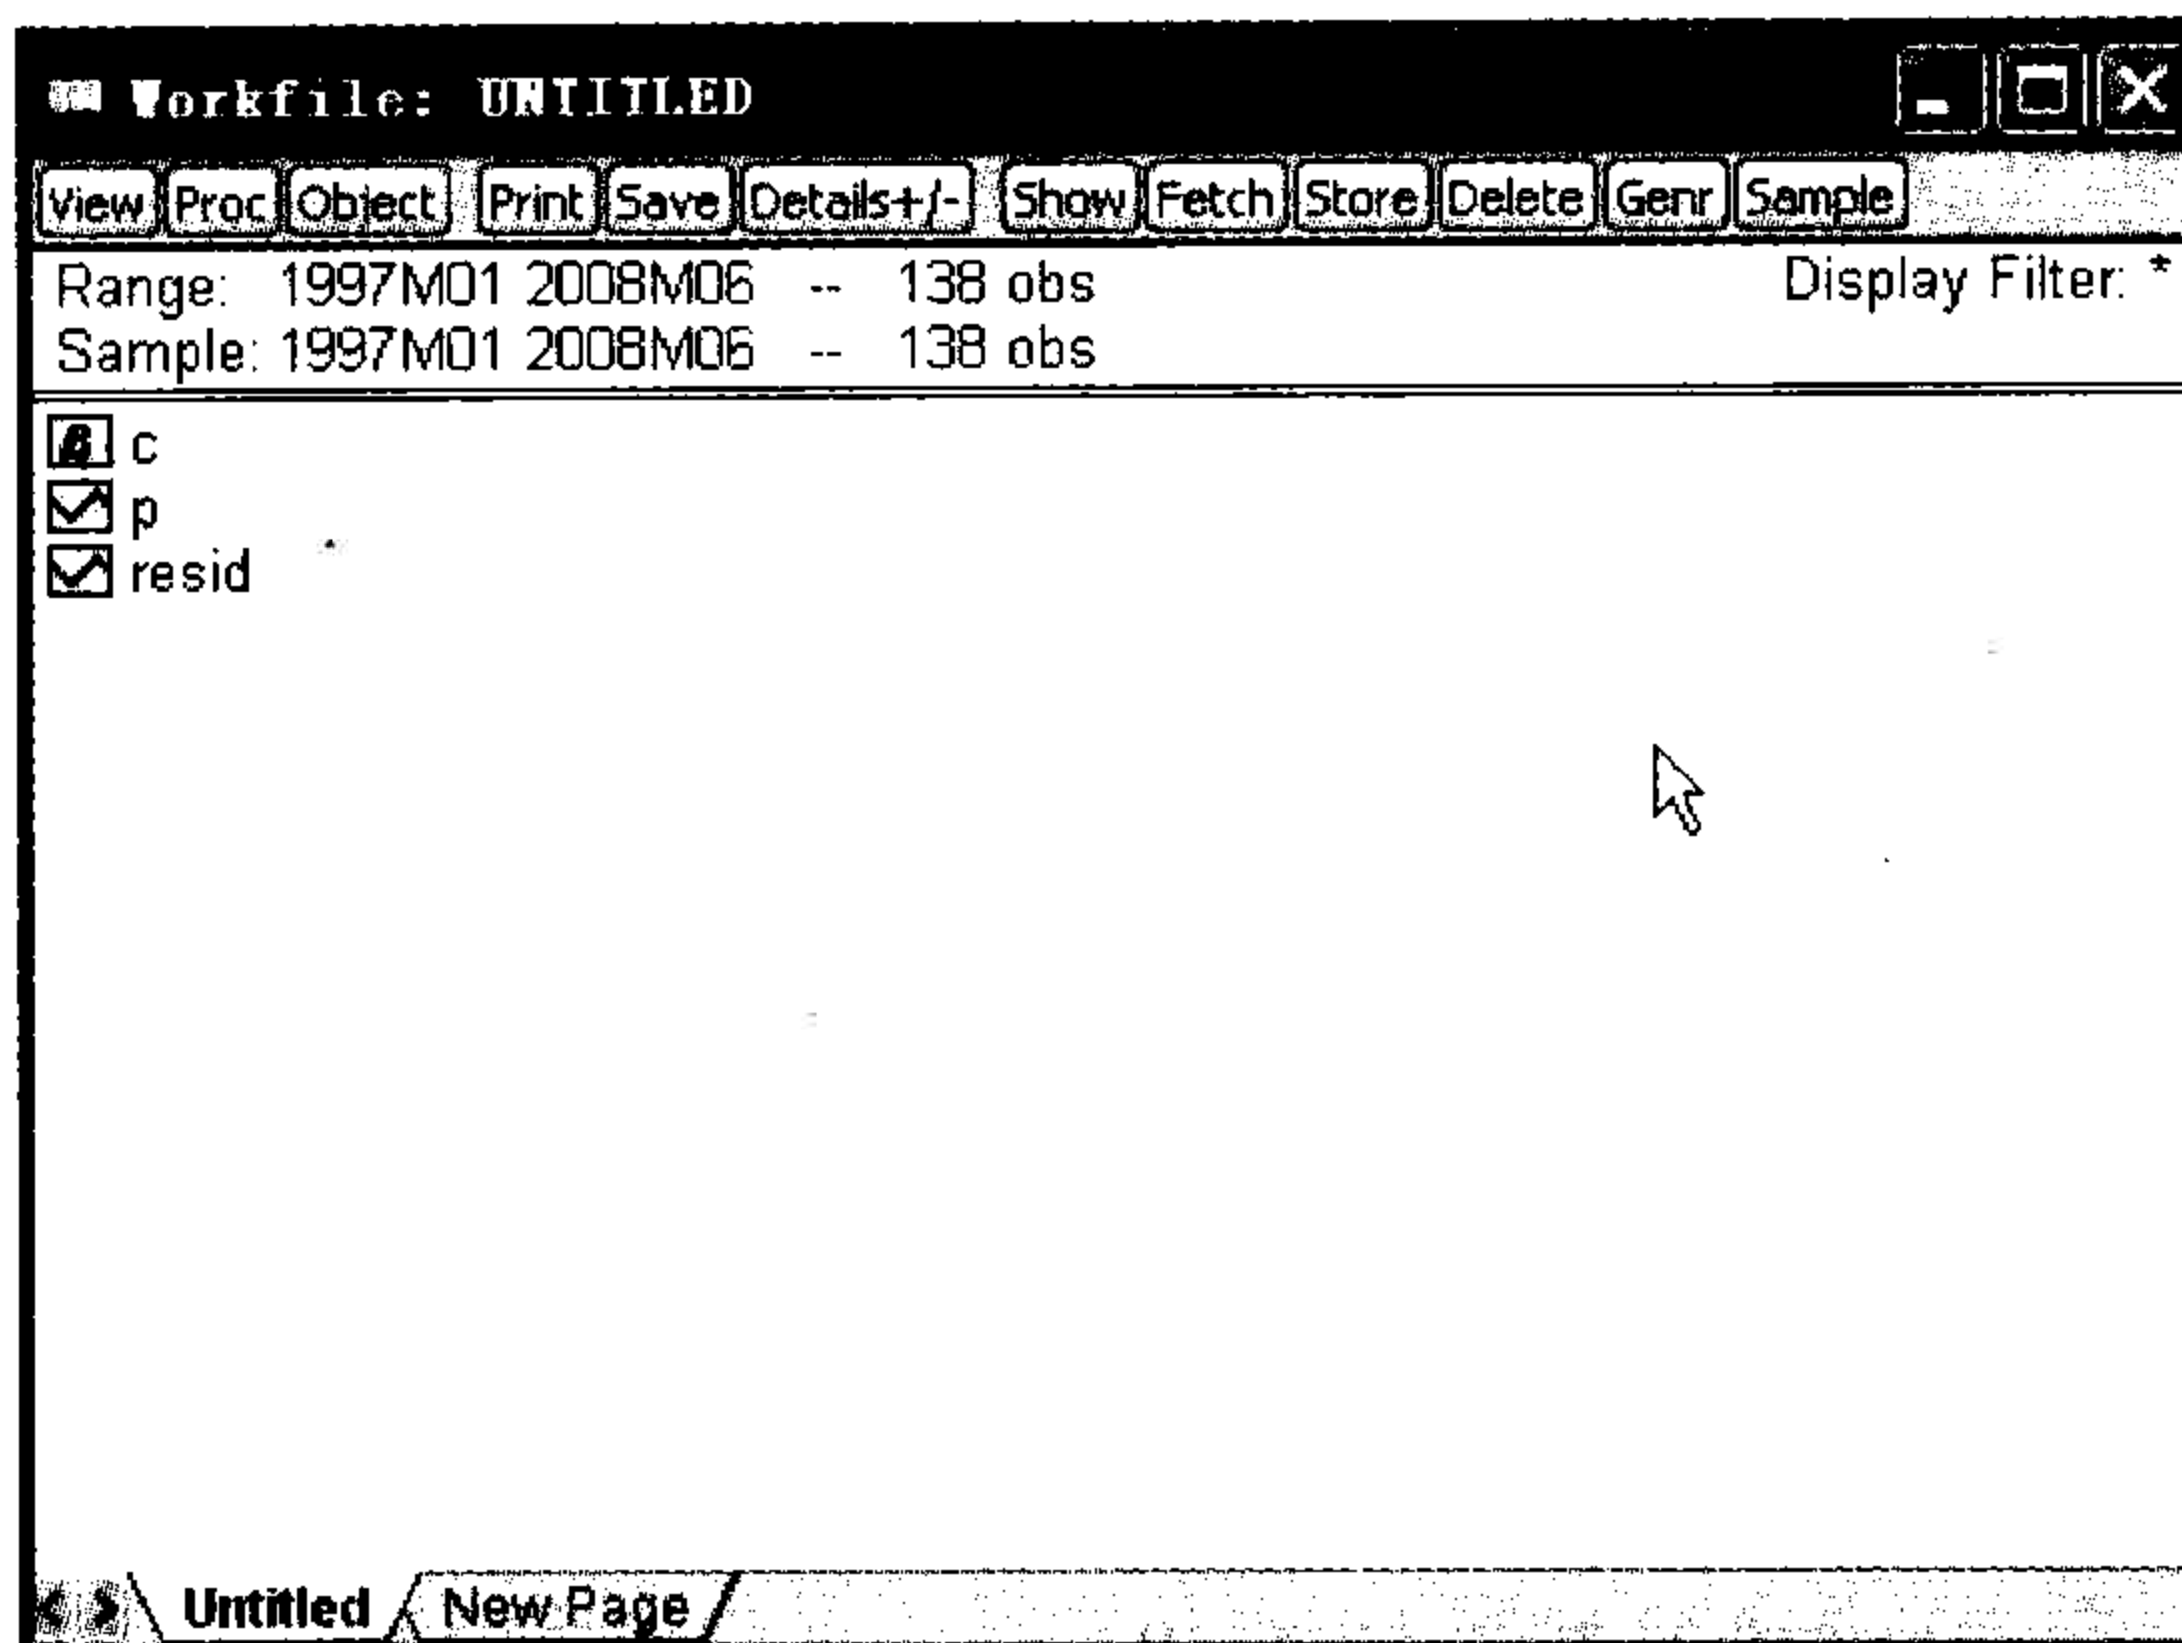 Workfile: UNTITLED
View Proc Object Print Save Details+/- Show Fetch Store Delete Genr Sample
Range: 1997M01 2008M06 -- 138 obs Display Filter: *
Sample: 1997M01 2008M06 -- 138 obs
c
p
resid
Untitled New Page